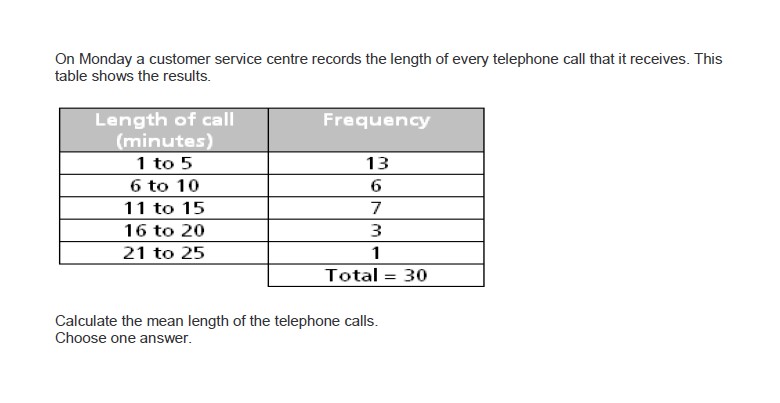 On Monday a customer service centre records the length of every telephone call that it receives. This
table shows the results.
Length of call (minutes) Frequency
1 to 5 13
6 to 10 6
11 to 15 7
16 to 20 3
21 to 25 1
Total = 30
Calculate the mean length of the telephone calls.
Choose one answer.